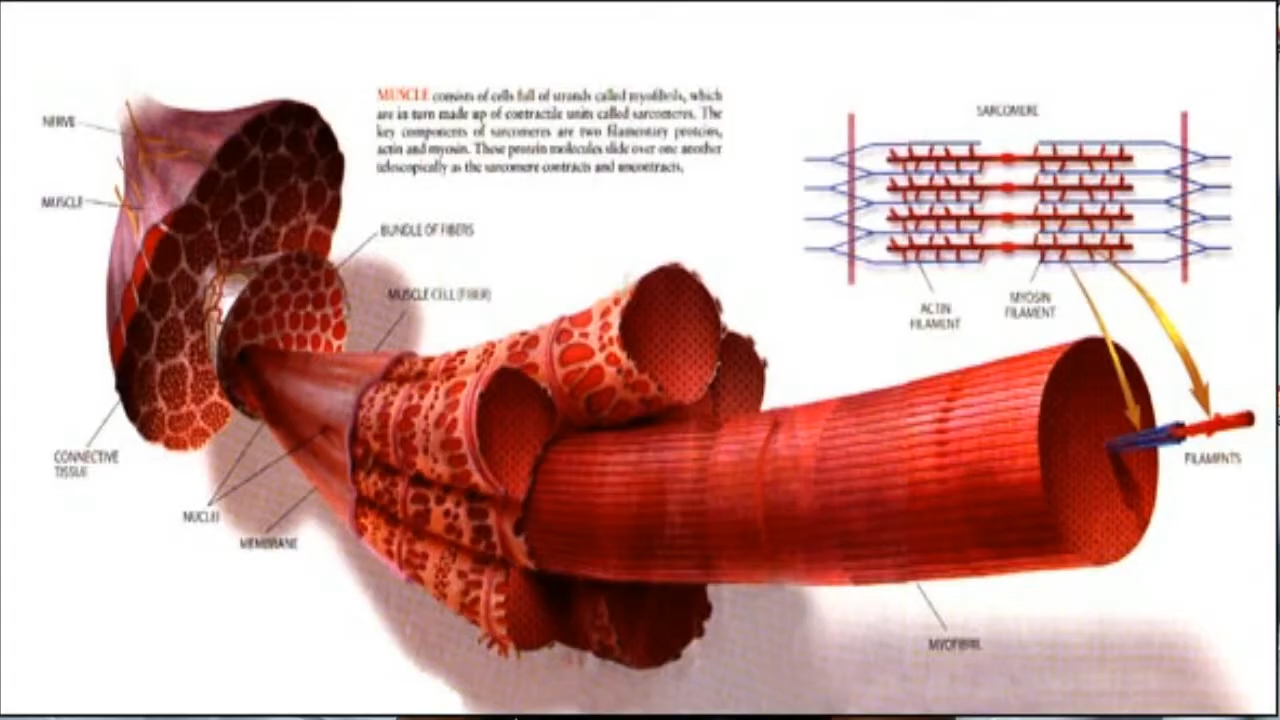 MUSCLE consists of cells full of strands called myofibrils, which
are in turn made up of contractile units called sarcomeres. The
key components of sarcomeres are two filamentary proteins,
actin and myosin. These protein molecules slide over one another
telescopically as the sarcomere contracts and uncontracts.
SARCOMERE
NERVE
MUSCLE
BUNDLE OF FIBERS
MUSCLE CELL (FIBER)
ACTIN
FILAMENT
MYOSIN
FILAMENT
CONNECTIVE
TISSUE
FILAMENTS
NUCLEI
MEMBRANE
MYOFIBRIL